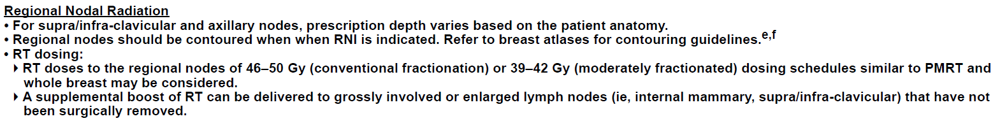 Regional Nodal Radiation
• For supra/infra-clavicular and axillary nodes, prescription depth varies based on the patient anatomy.
• Regional nodes should be contoured when when RNI is indicated. Refer to breast atlases for contouring guidelines.e,f
• RT dosing:
▸ RT doses to the regional nodes of 46–50 Gy (conventional fractionation) or 39–42 Gy (moderately fractionated) dosing schedules similar to PMRT and
whole breast may be considered.
▸ A supplemental boost of RT can be delivered to grossly involved or enlarged lymph nodes (ie, internal mammary, supra/infra-clavicular) that have not
been surgically removed.